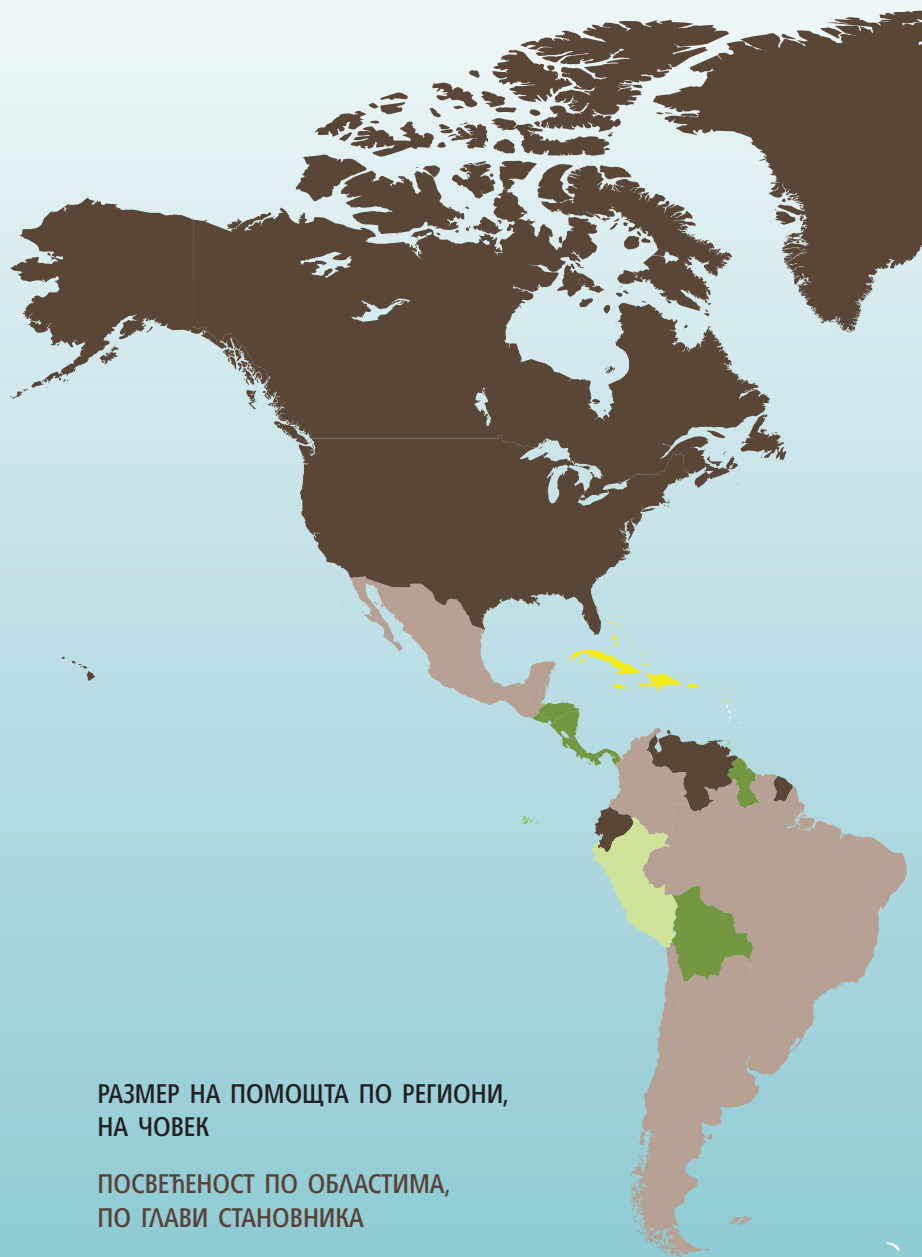 РАЗМЕР НА ПОМОЩТА ПО РЕГИОНИ,
НА ЧОВЕК
ПОСВЕЋЕНОСТ ПО ОБЛАСТИМА,
ПО ГЛАВИ СТАНОВНИКА